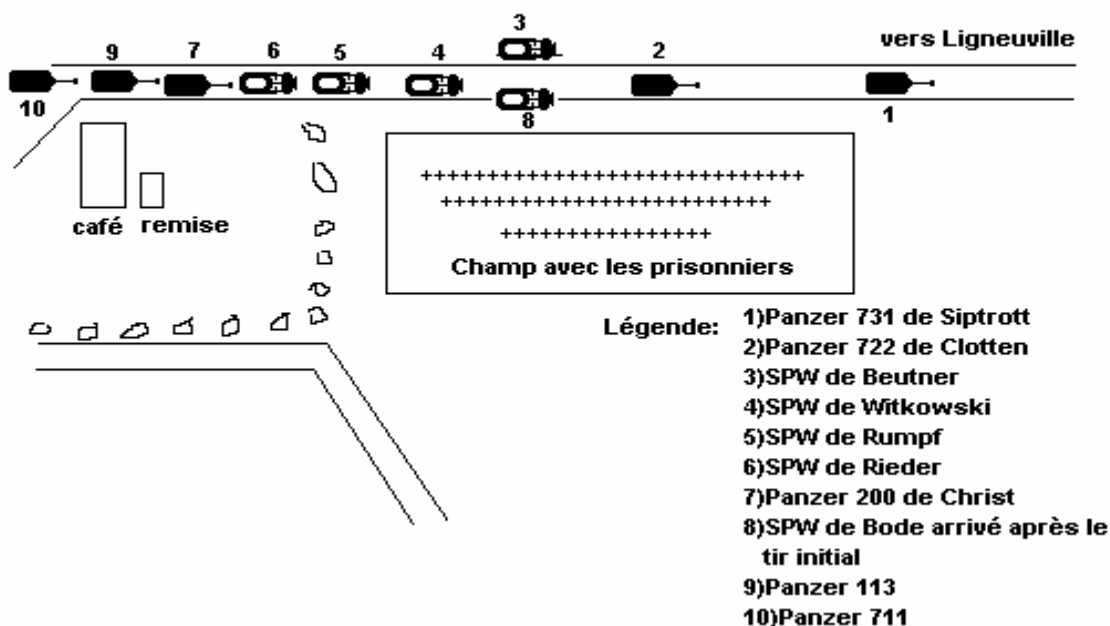 3
vers Ligneuville
9 7 6 5 4 2
10 8 1
café remise
Champ avec les prisonniers
Légende:
1)Panzer 731 de Siptrott
2)Panzer 722 de Clotten
3)SPW de Beutner
4)SPW de Witkowski
5)SPW de Rumpf
6)SPW de Rieder
7)Panzer 200 de Christ
8)SPW de Bode arrivé après le
tir initial
9)Panzer 113
10)Panzer 711